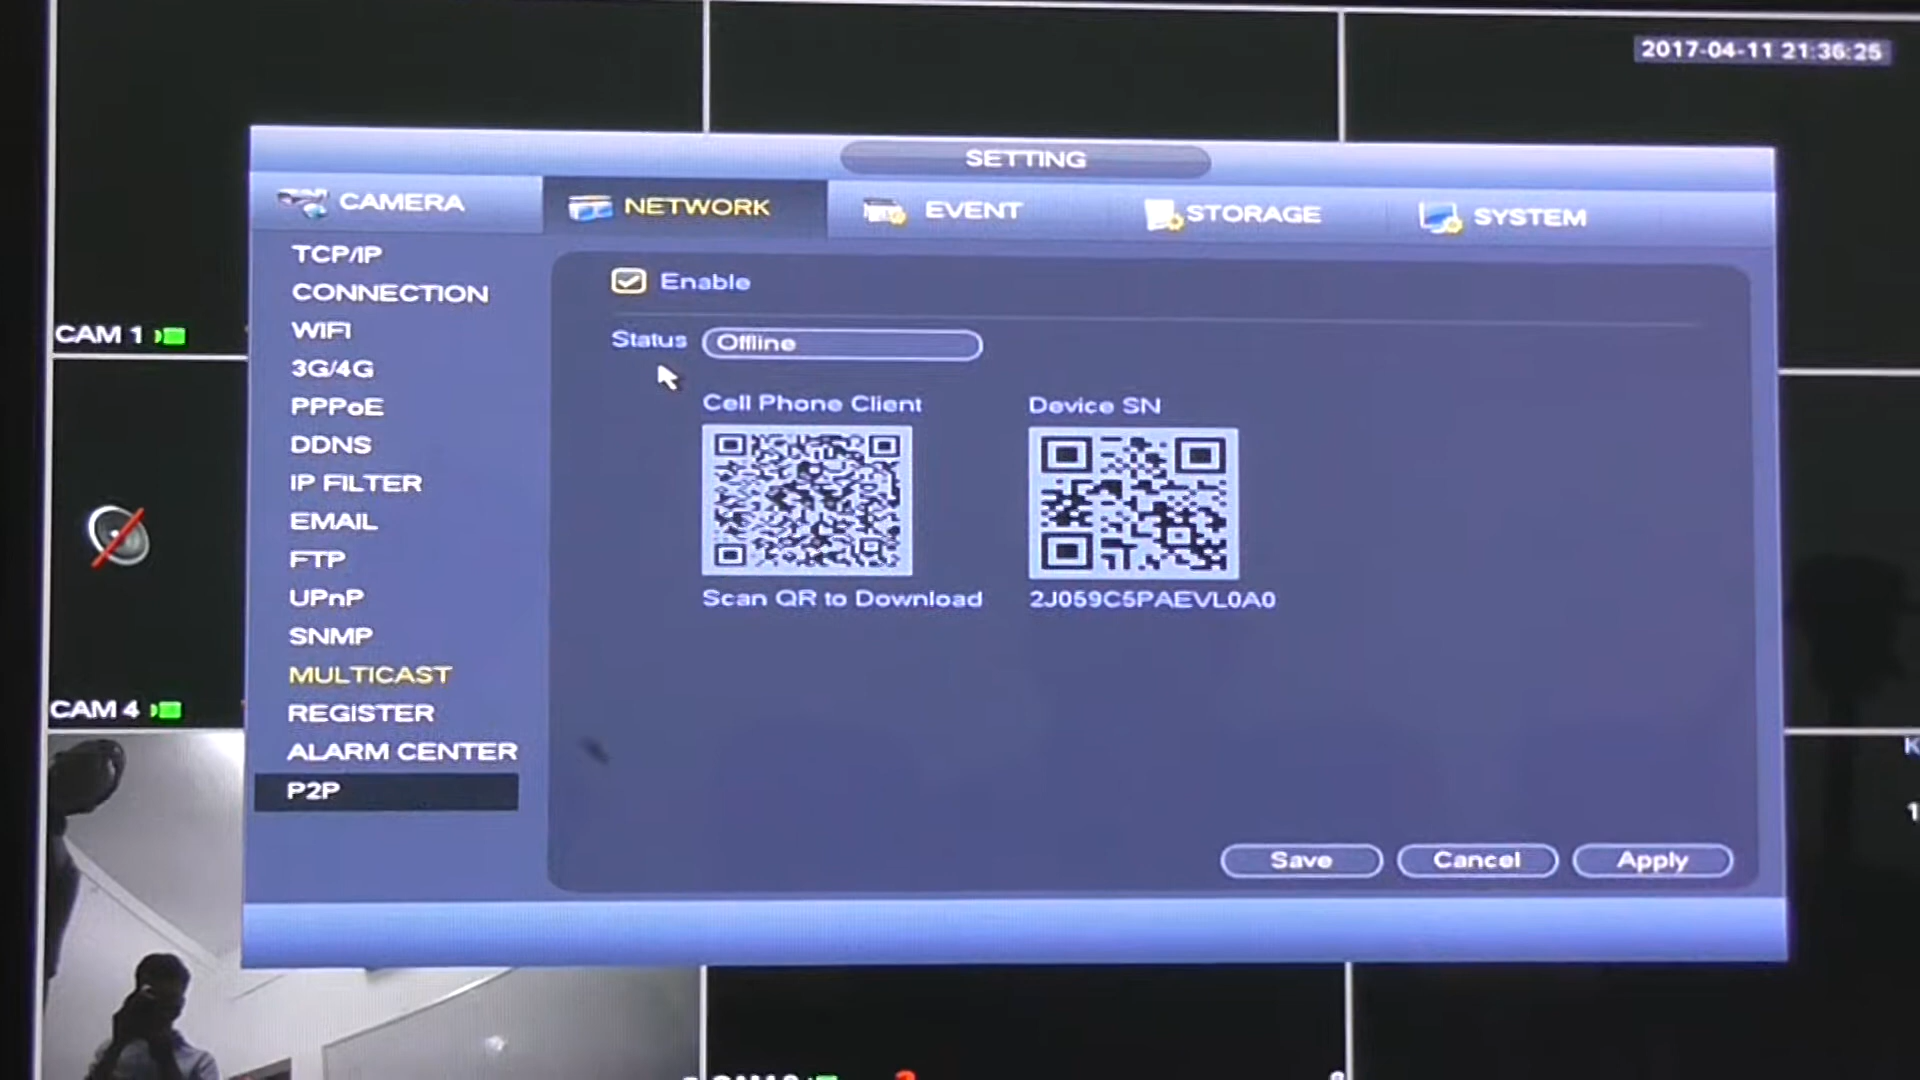 2017-04-11 21:36:25
SETTING
CAMERA
NETWORK
EVENT
STORAGE
SYSTEM
TCP/IP
CONNECTION
WIFI
3G/4G
PPPoE
DDNS
IP FILTER
EMAIL
FTP
UPnP
SNMP
MULTICAST
REGISTER
ALARM CENTER
P2P
Enable
Status Offline
Cell Phone Client
Device SN
Scan QR to Download
2J059C5PAEVL0A0
Save
Cancel
Apply
CAM 1
CAM 4